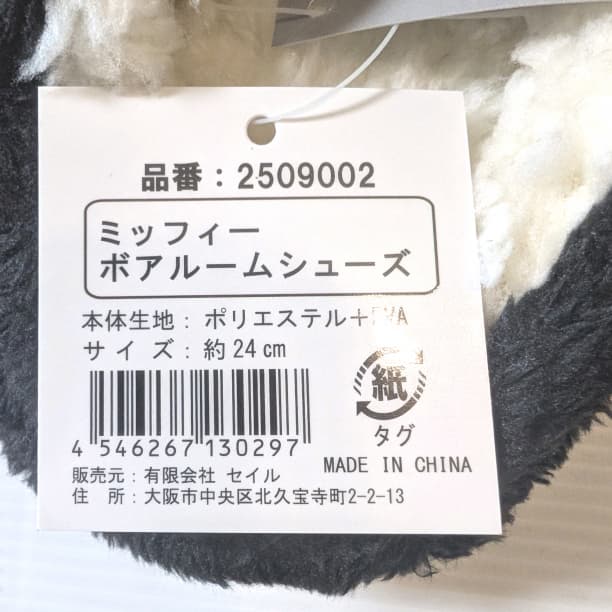 品番：2509002
ミッフィー
ボアルームシューズ
本体生地：ポリエステル＋EVA
サイズ：約24cm
紙
タグ
4 546267 130297
MADE IN CHINA
販売元：有限会社 セイル
住　所：大阪市中央区北久宝寺町2-2-13